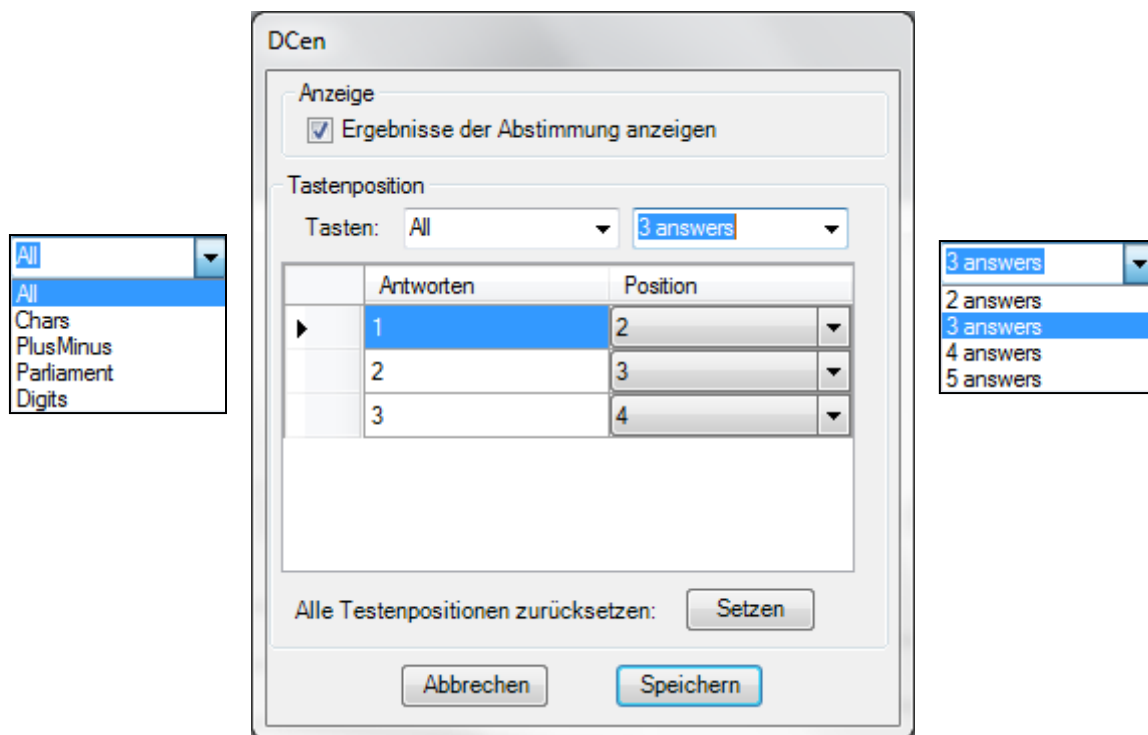 DCen
Anzeige
Ergebnisse der Abstimmung anzeigen
Tastenposition
Tasten: All 3 answers
Antworten Position
1 2
2 3
3 4
Alle Testenpositionen zurücksetzen: Setzen
Abbrechen Speichern
All
All
Chars
PlusMinus
Parliament
Digits
3 answers
2 answers
3 answers
4 answers
5 answers